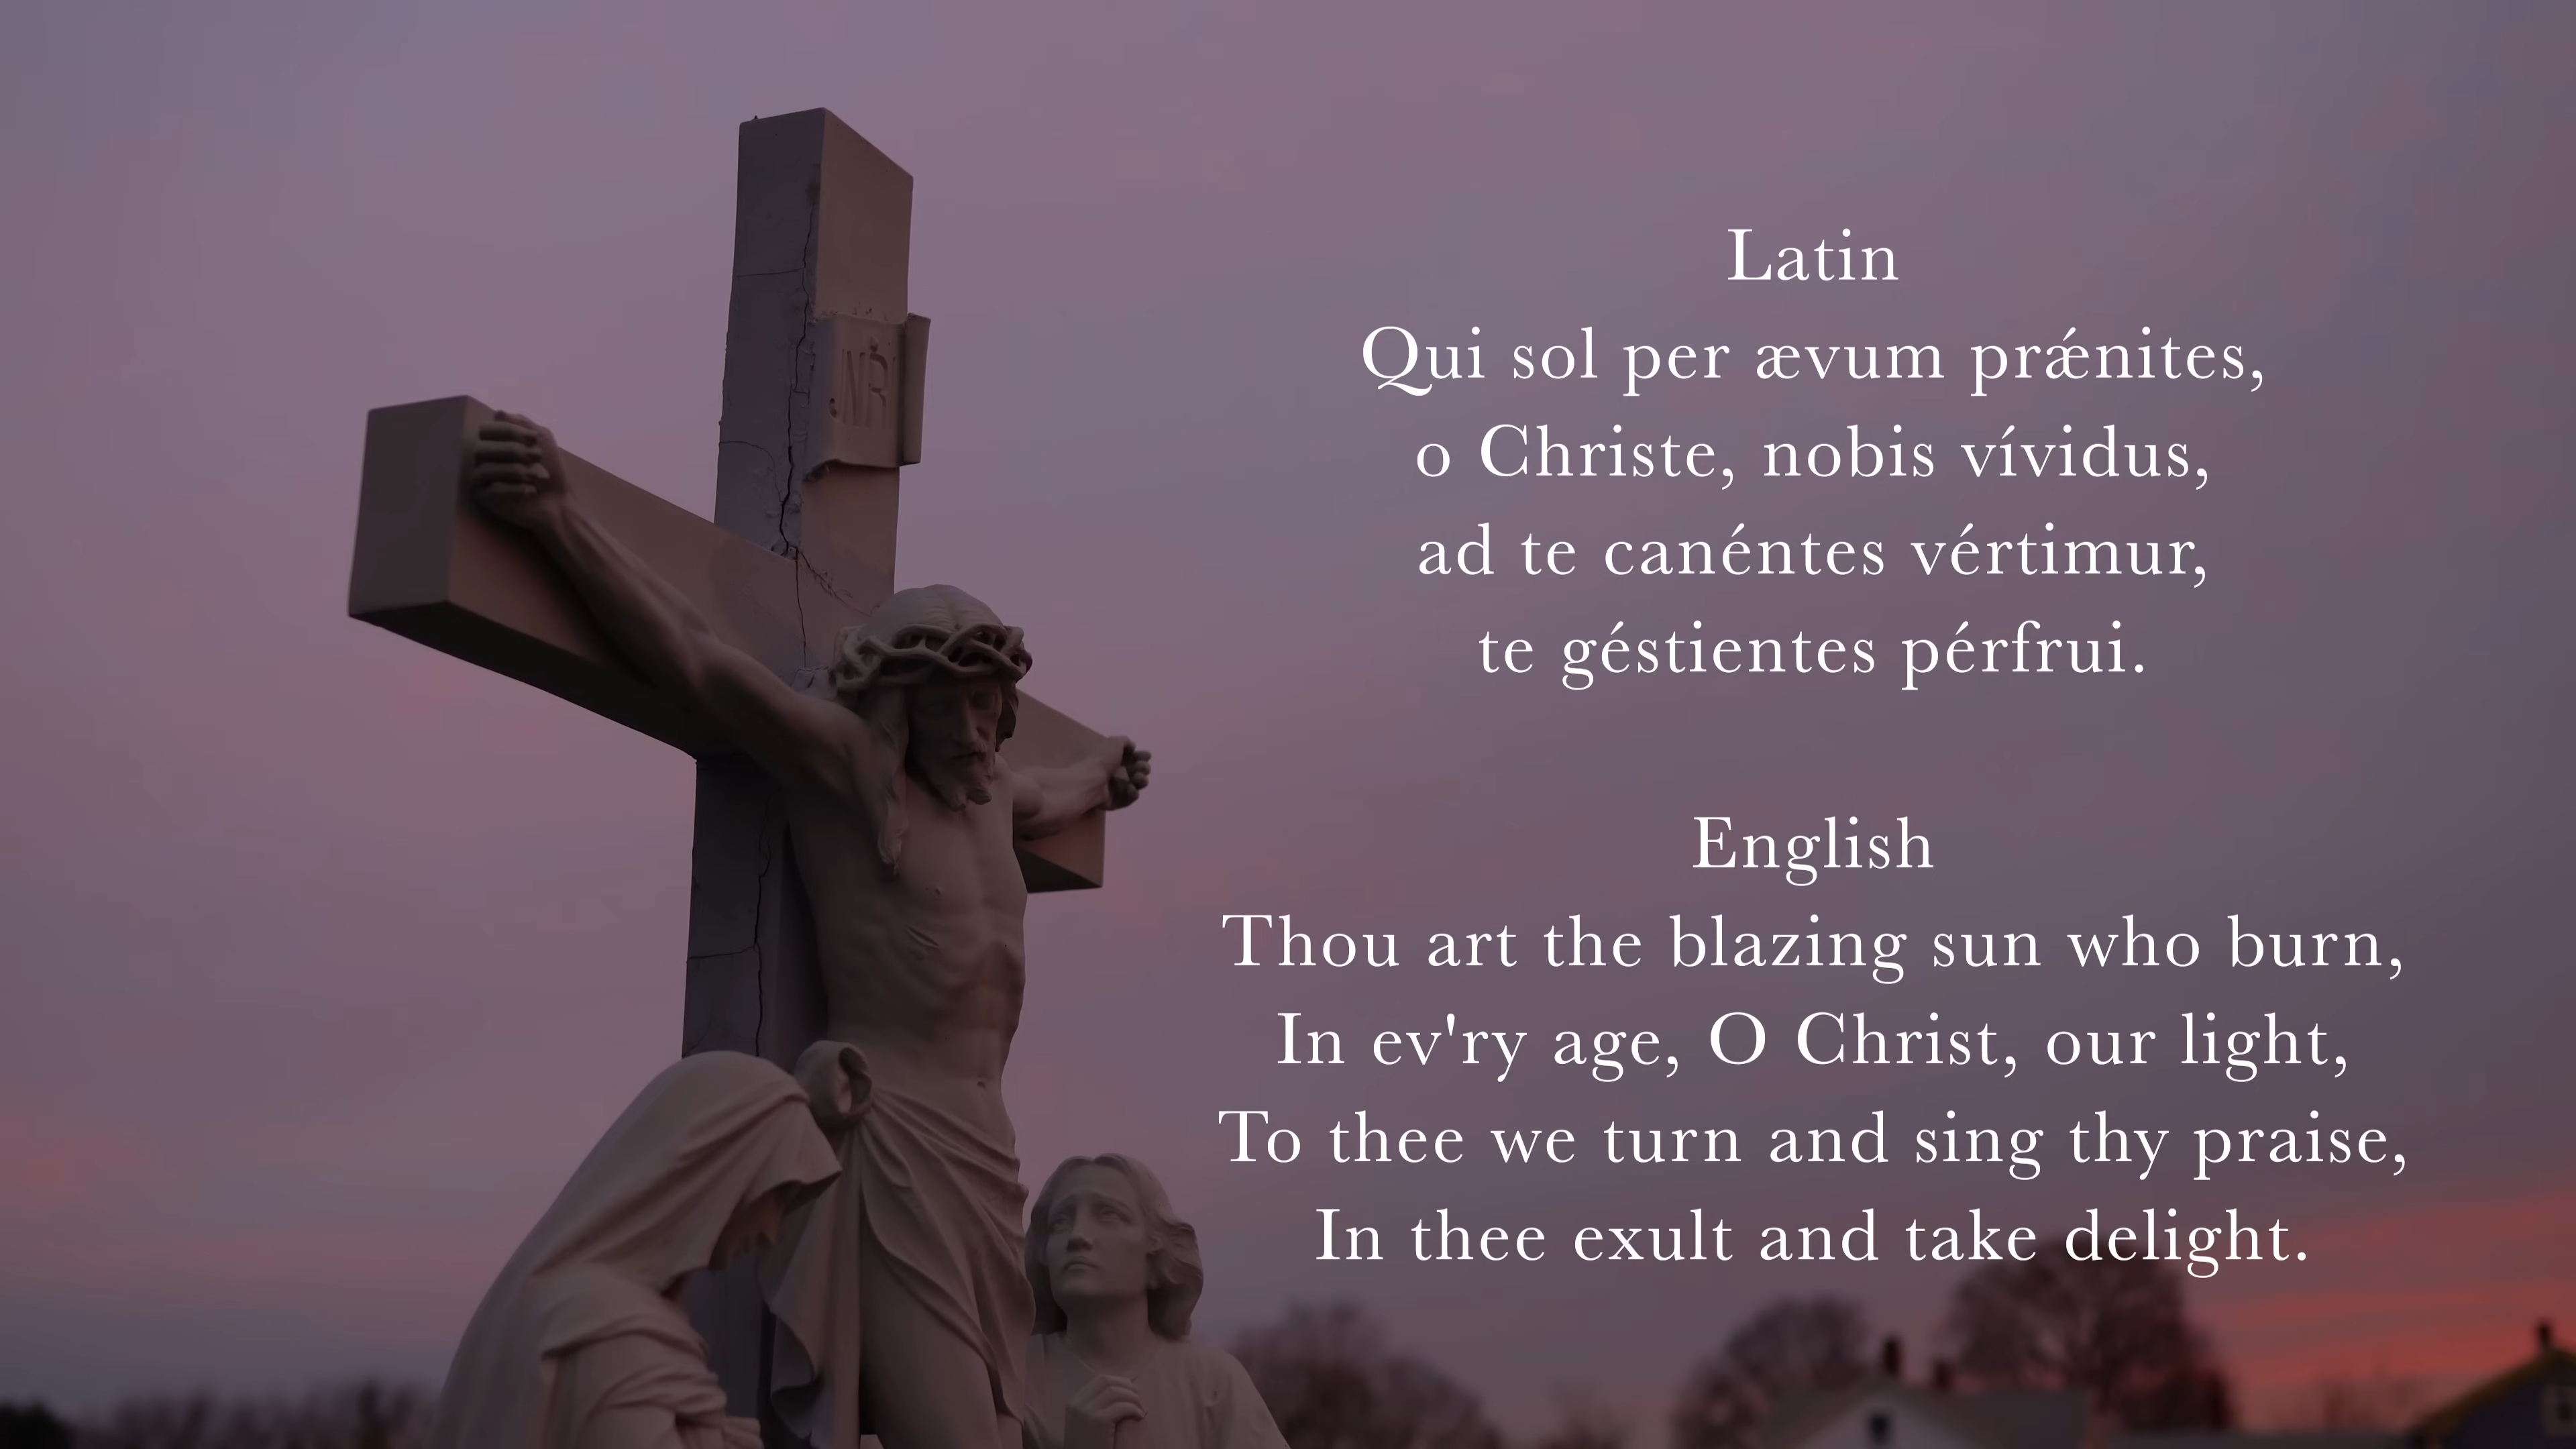 JNRI
Latin
Qui sol per ævum prǽnites,
o Christe, nobis vívidus,
ad te canéntes vértimur,
te géstientes pérfrui.
English
Thou art the blazing sun who burn,
In ev'ry age, O Christ, our light,
To thee we turn and sing thy praise,
In thee exult and take delight.